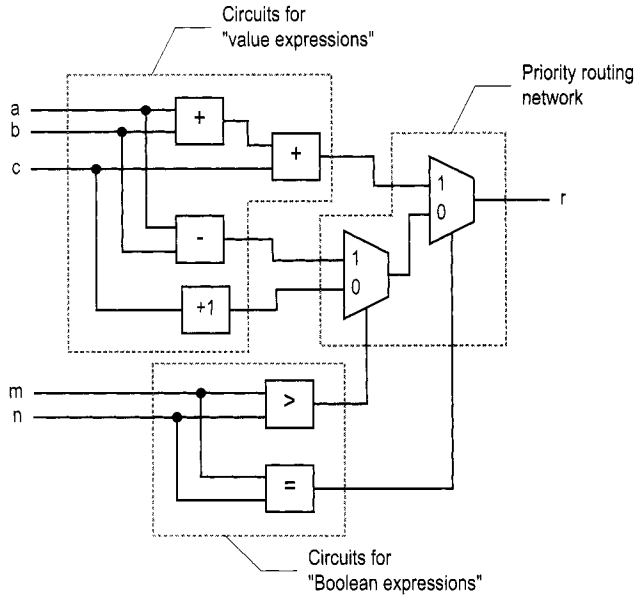 Circuits for
"value expressions"
Priority routing
network
a
b
c
+
+
-
+1
1
0
1
0
r
m
n
>
=
Circuits for
"Boolean expressions"